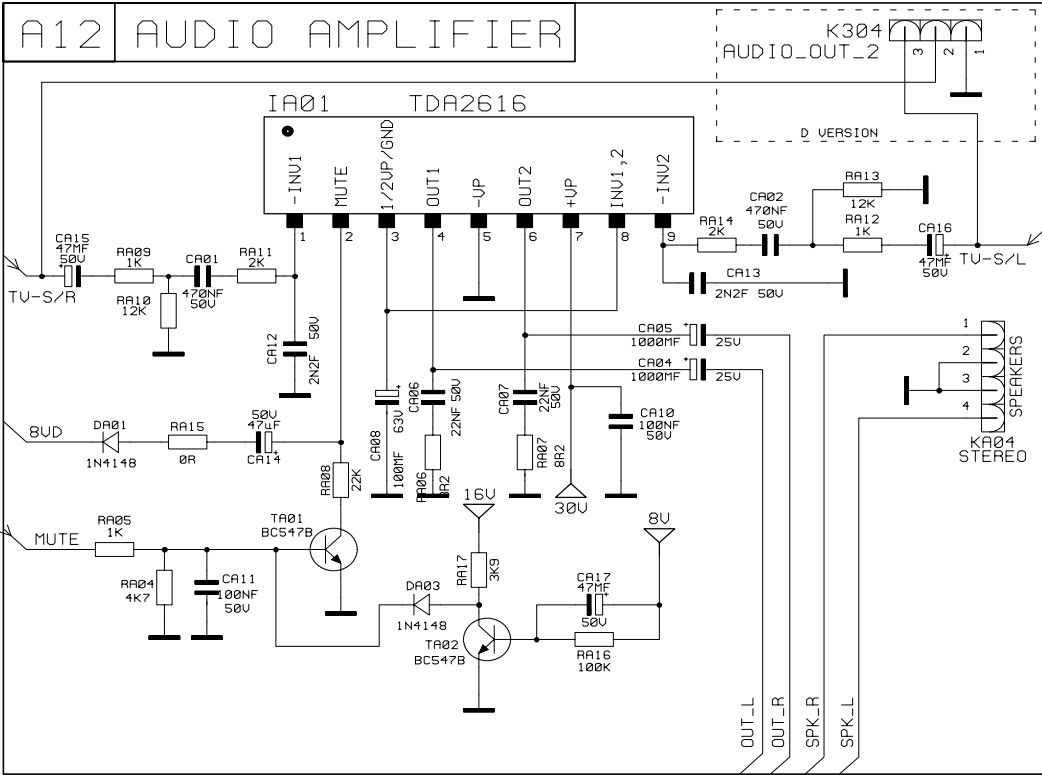 A12 AUDIO AMPLIFIER
K304
AUDIO_OUT_2
3 2 1
D VERSION
IA01 TDA2616
-INV1
MUTE
1/2VP/GND
OUT1
-VP
OUT2
+VP
INV1,2
-INV2
1 2 3 4 5 6 7 8 9
CA15
47MF
50V
TV-S/R
RA09
1K
RA10
12K
CA01
470NF
50V
RA11
2K
CA12
2N2F
50V
RA14
2K
CA02
470NF
50V
RA13
12K
RA12
1K
CA16
47MF
50V
TV-S/L
CA13
2N2F 50V
CA05
1000MF
25V
CA04
1000MF
25V
1
2
3
4
SPEAKERS
KA04
STEREO
8VD
DA01
1N4148
RA15
0R
50V
47uF
CA14
RA08
22K
CA08
100MF
63V
CA06
22NF 50V
RA06
8R2
CA07
22NF
50V
RA07
8R2
30V
CA10
100NF
50V
MUTE
RA05
1K
RA04
4K7
CA11
100NF
50V
TA01
BC547B
16V
RA17
3K9
DA03
1N4148
TA02
BC547B
8V
CA17
47MF
50V
RA16
100K
OUT_L
OUT_R
SPK_R
SPK_L